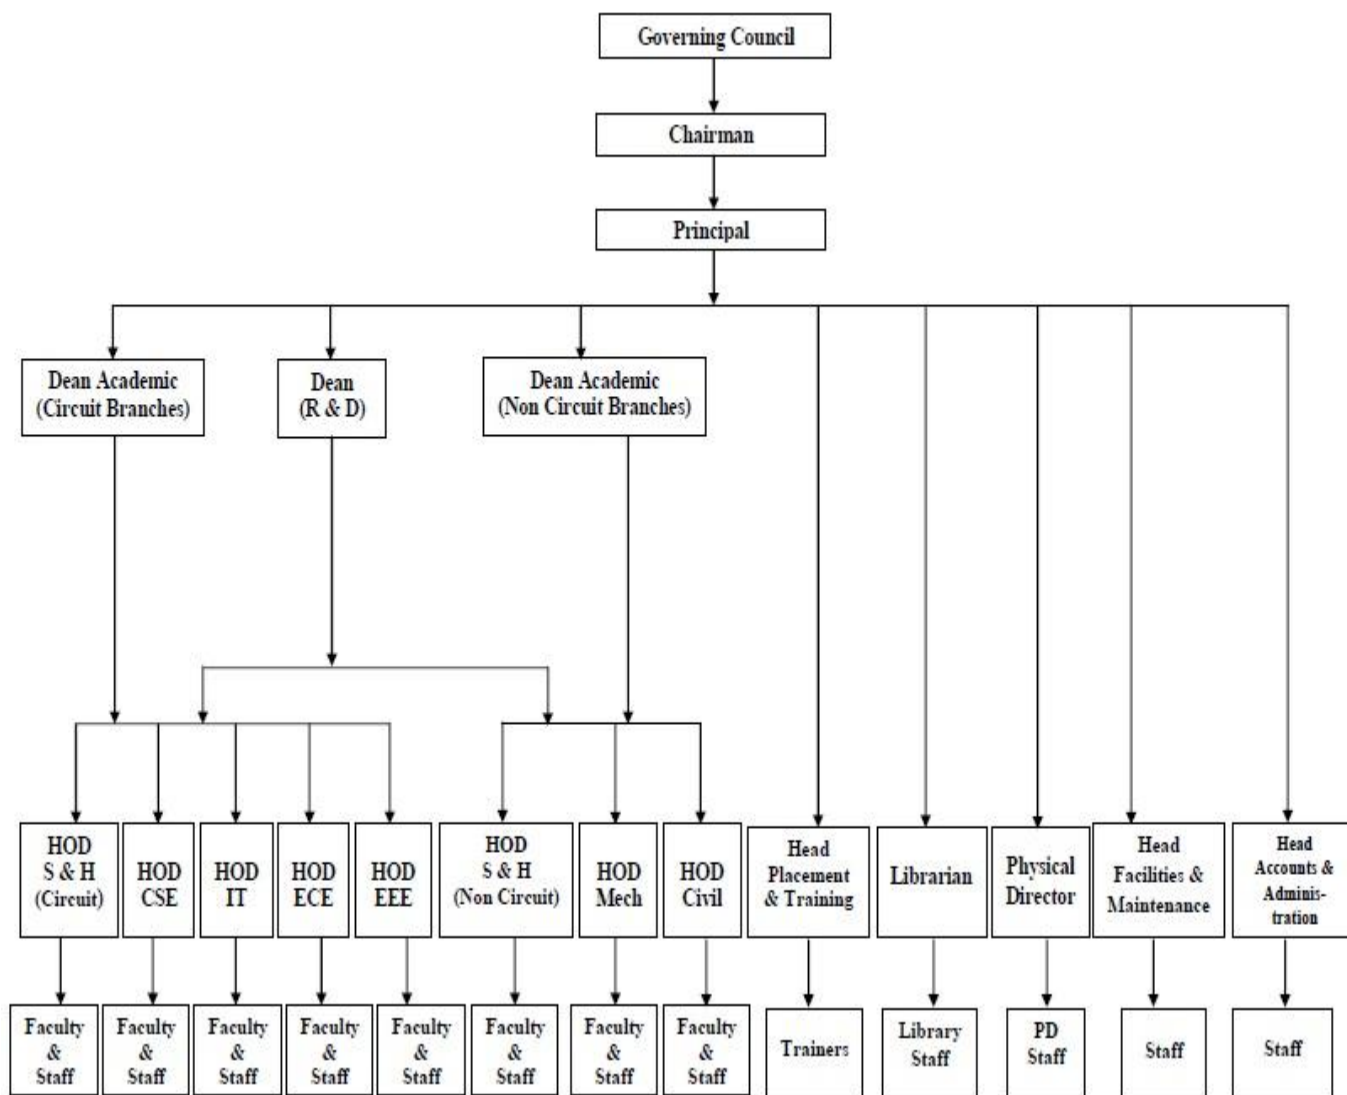 Governing Council
Chairman
Principal
Dean Academic
(Circuit Branches)
Dean
(R & D)
Dean Academic
(Non Circuit Branches)
HOD
S & H
(Circuit)
HOD
CSE
HOD
IT
HOD
ECE
HOD
EEE
HOD
S & H
(Non Circuit)
HOD
Mech
HOD
Civil
Head
Placement
& Training
Librarian
Physical
Director
Head
Facilities &
Maintenance
Head
Accounts &
Adminis-
tration
Faculty
&
Staff
Faculty
&
Staff
Faculty
&
Staff
Faculty
&
Staff
Faculty
&
Staff
Faculty
&
Staff
Faculty
&
Staff
Faculty
&
Staff
Trainers
Library
Staff
PD
Staff
Staff
Staff